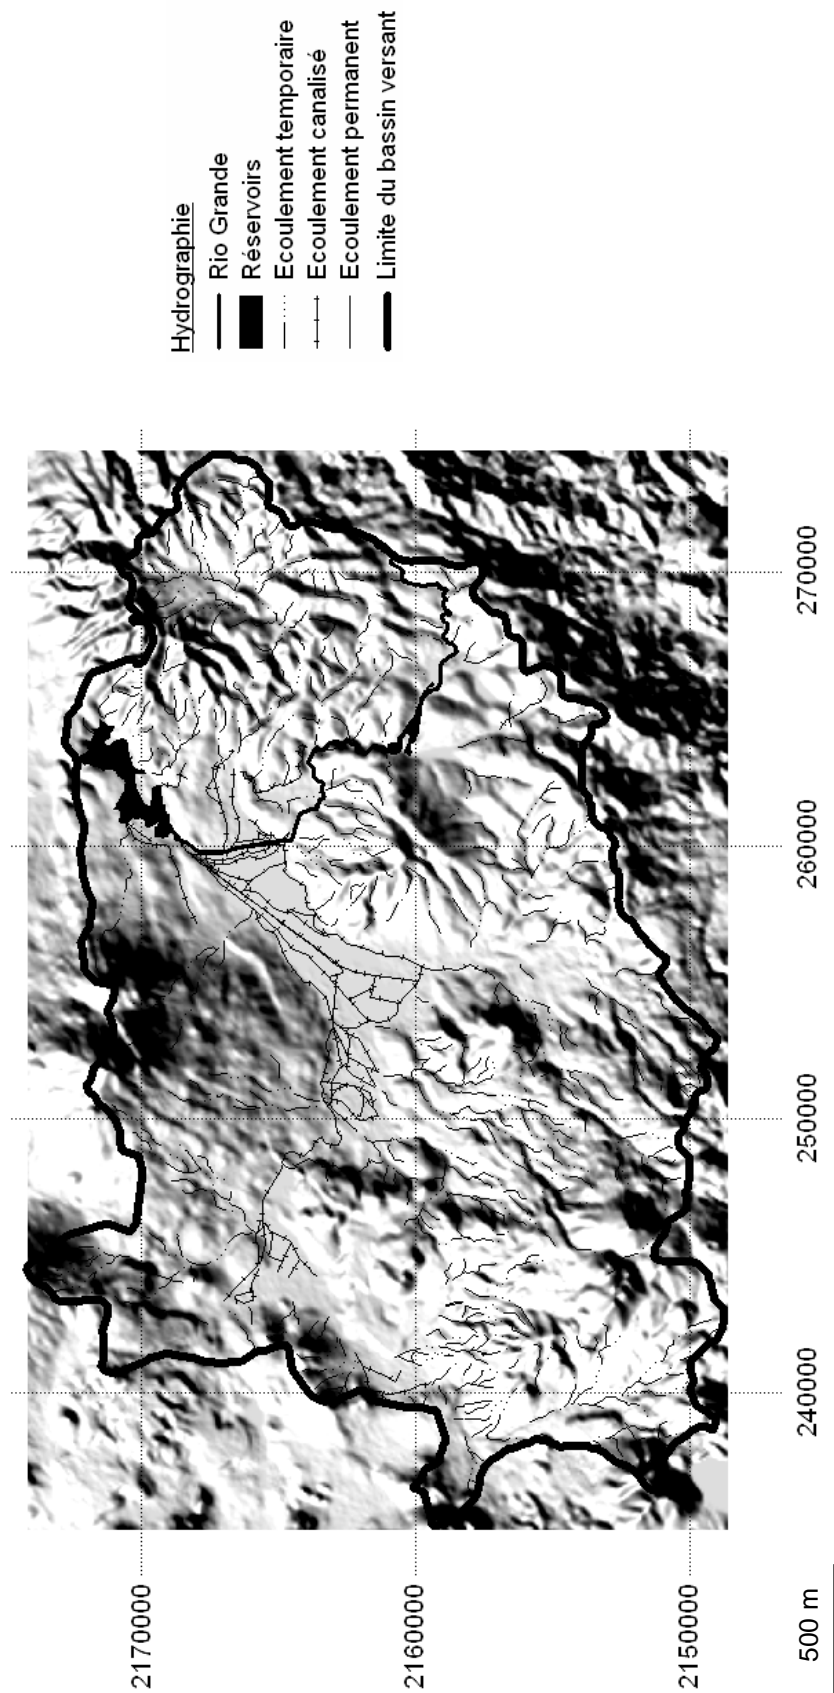 Hydrographie
Rio Grande
Réservoirs
Ecoulement temporaire
Ecoulement canalisé
Ecoulement permanent
Limite du bassin versant
2170000
2160000
2150000
240000
250000
260000
270000
500 m